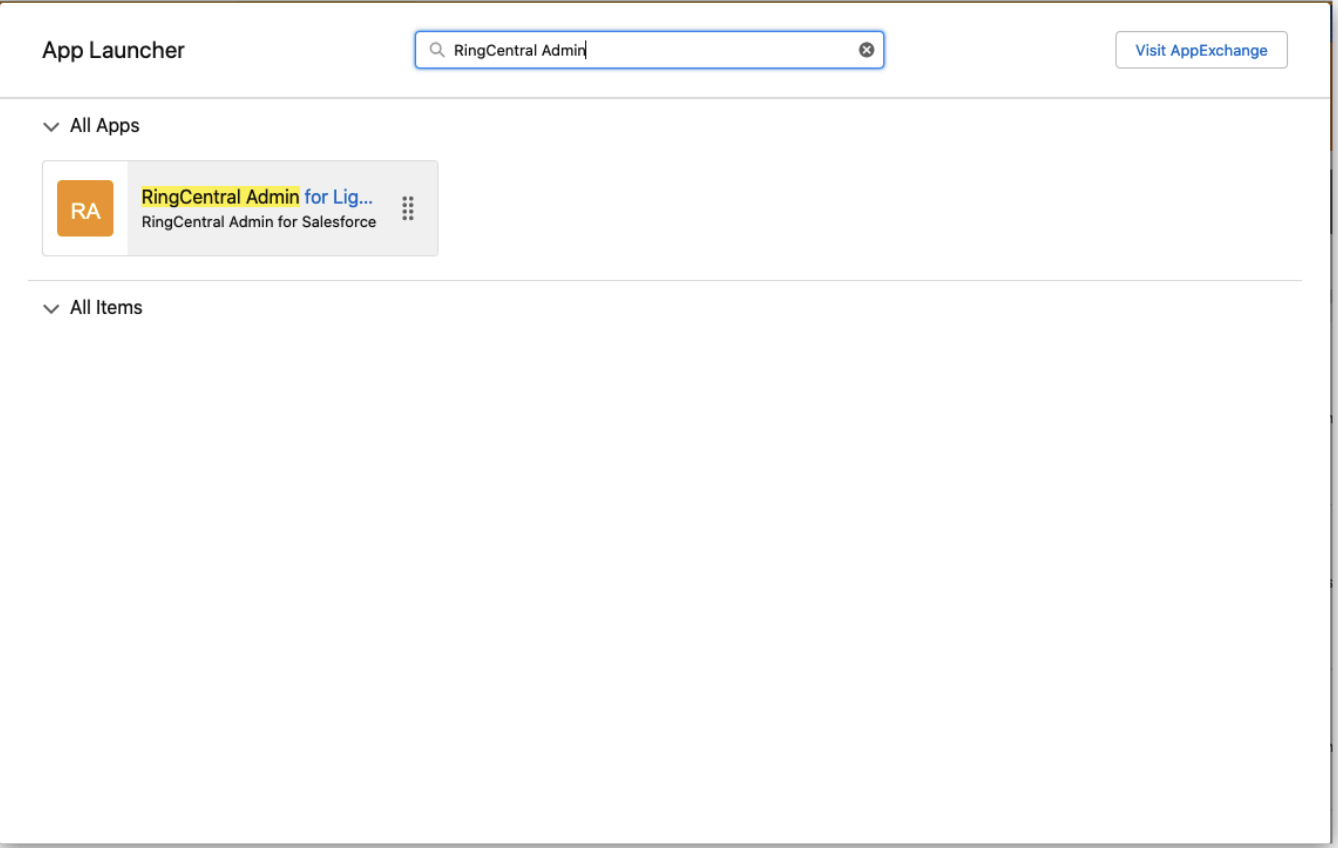 App Launcher
RingCentral Admin
Visit AppExchange
All Apps
RA
RingCentral Admin for Lig...
RingCentral Admin for Salesforce
All Items